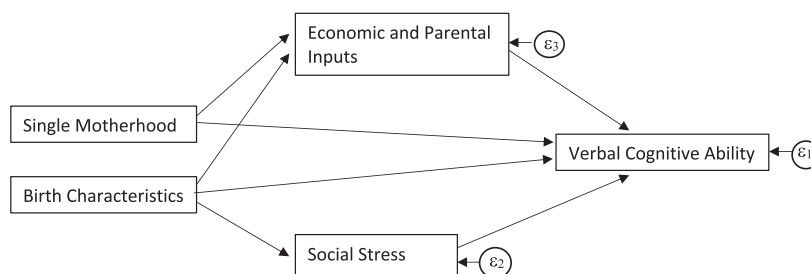 Economic and Parental
Inputs
ε3
Single Motherhood
Verbal Cognitive Ability
ε1
Birth Characteristics
Social Stress
ε2